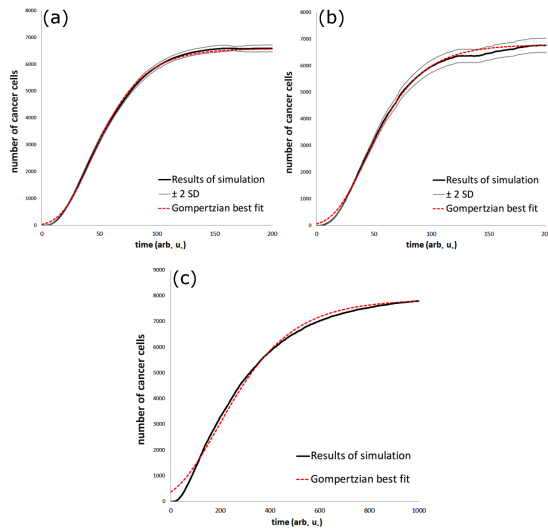 (a)
number of cancer cells
8000
7000
6000
5000
4000
3000
2000
1000
0
Results of simulation
± 2 SD
Gompertzian best fit
0 50 100 150 200
time (arb. u.)
(b)
number of cancer cells
8000
7000
6000
5000
4000
3000
2000
1000
0
Results of simulation
± 2 SD
Gompertzian best fit
0 50 100 150 200
time (arb. u.)
(c)
number of cancer cells
9000
8000
7000
6000
5000
4000
3000
2000
1000
0
Results of simulation
Gompertzian best fit
0 200 400 600 800 1000
time (arb. u.)